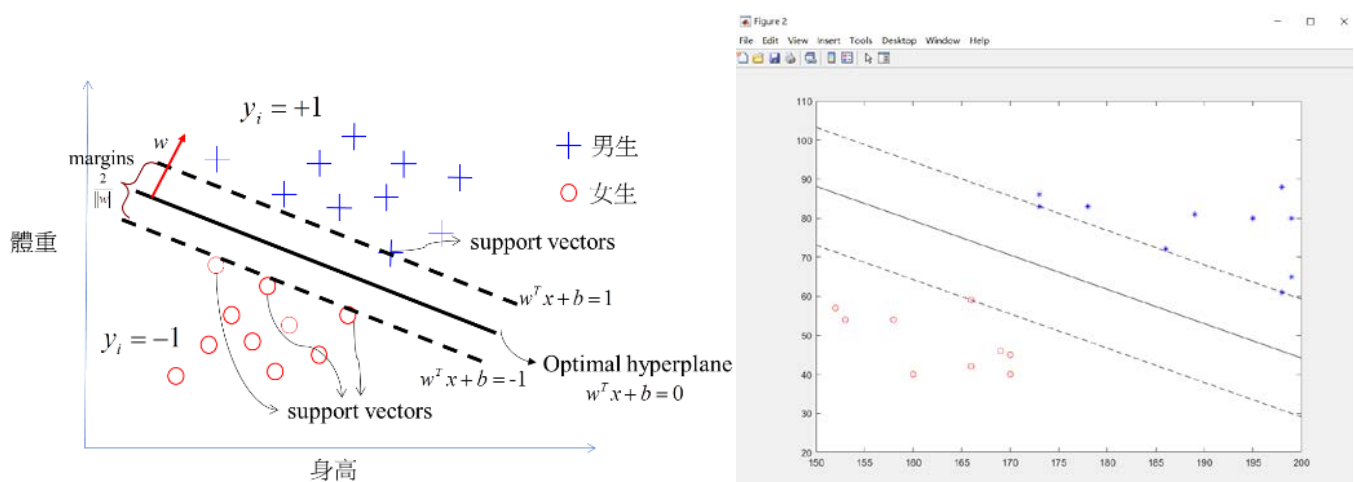 y_i = +1
w
margins
2
||w||
體重
男生
女生
support vectors
w^T x + b = 1
y_i = -1
w^T x + b = -1
Optimal hyperplane
w^T x + b = 0
support vectors
身高
Figure 2
File Edit View Insert Tools Desktop Window Help
110
100
90
80
70
60
50
40
30
20
150 155 160 165 170 175 180 185 190 195 200